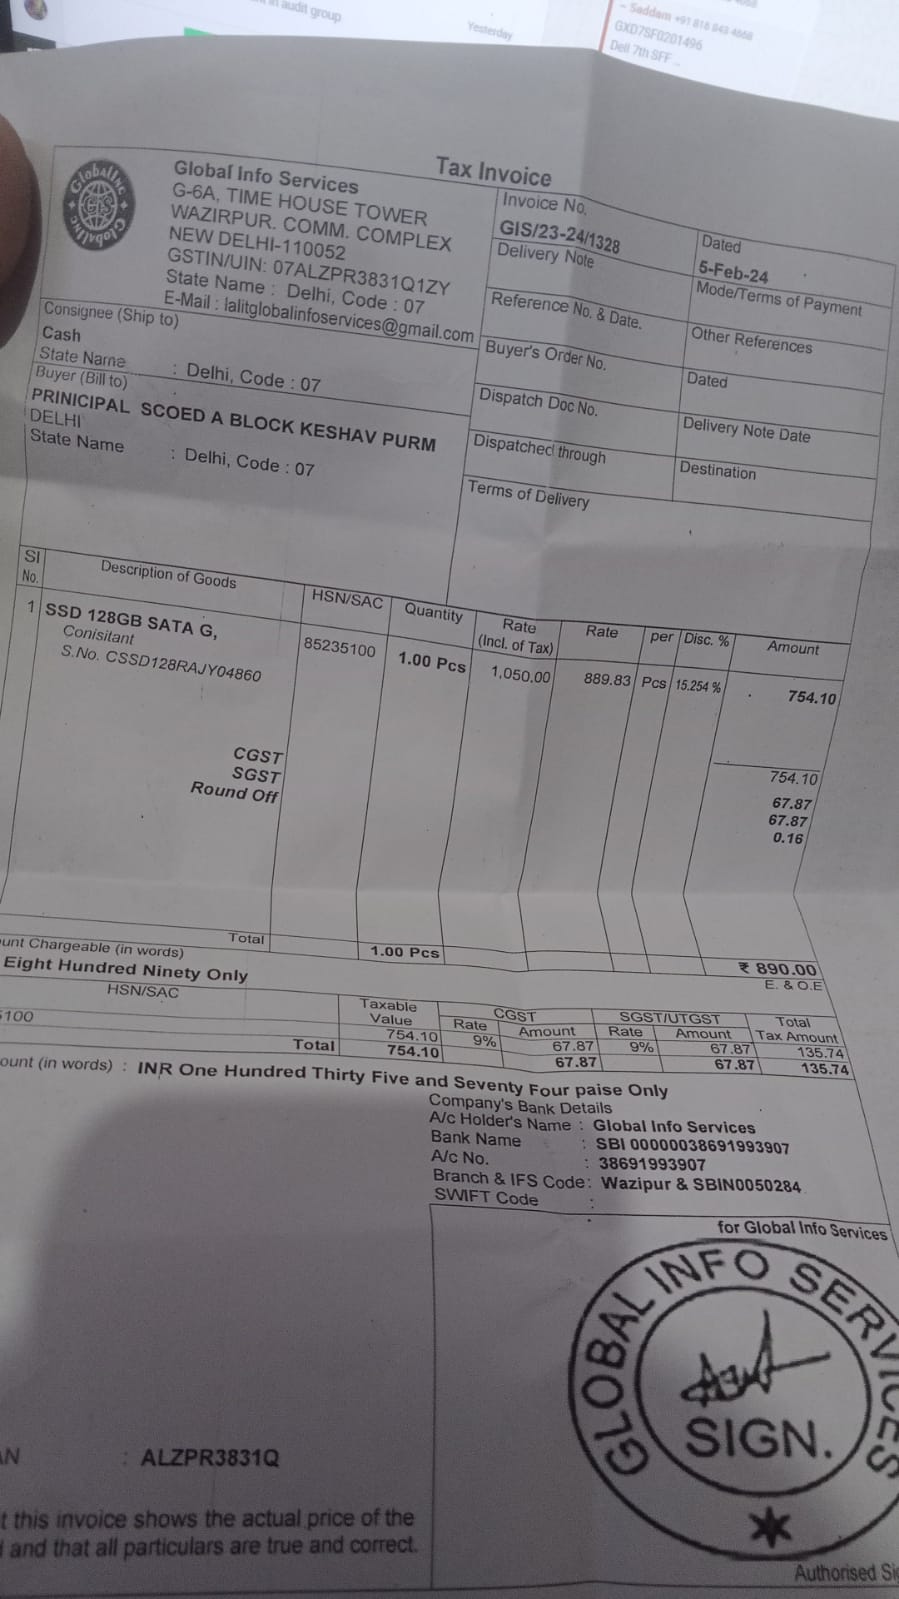 in audit group
Yesterday
~ Saddam +91 816 843 4668
GXD7SF0201496
Dell 7th SFF ...
Tax Invoice
GlobalInc
GlobalInc
Global Info Services
G-6A, TIME HOUSE TOWER
WAZIRPUR. COMM. COMPLEX
NEW DELHI-110052
GSTIN/UIN: 07ALZPR3831Q1ZY
State Name : Delhi, Code : 07
E-Mail : lalitglobalinfoservices@gmail.com
Invoice No.
GIS/23-24/1328
Dated
5-Feb-24
Delivery Note
Mode/Terms of Payment
Reference No. & Date.
Other References
Buyer's Order No.
Dated
Dispatch Doc No.
Delivery Note Date
Dispatched through
Destination
Terms of Delivery
Consignee (Ship to)
Cash
State Name : Delhi, Code : 07
Buyer (Bill to)
PRINICIPAL SCOED A BLOCK KESHAV PURM
DELHI
State Name : Delhi, Code : 07
Sl No. Description of Goods HSN/SAC Quantity Rate (Incl. of Tax) Rate per Disc. % Amount
1 SSD 128GB SATA G, 85235100 1.00 Pcs 1,050.00 889.83 Pcs 15.254 % 754.10
Conisitant
S.No. CSSD128RAJY04860
754.10
CGST 67.87
SGST 67.87
Round Off 0.16
Total 1.00 Pcs ₹ 890.00
ount Chargeable (in words) E. & O.E
Eight Hundred Ninety Only
HSN/SAC Taxable Value CGST SGST/UTGST Total Tax Amount
Rate Amount Rate Amount
5100 754.10 9% 67.87 9% 67.87 135.74
Total 754.10 67.87 67.87 135.74
ount (in words) : INR One Hundred Thirty Five and Seventy Four paise Only
Company's Bank Details
A/c Holder's Name : Global Info Services
Bank Name : SBI 00000038691993907
A/c No. : 38691993907
Branch & IFS Code : Wazipur & SBIN0050284
SWIFT Code :
for Global Info Services
GLOBAL INFO SERVICES
SIGN.
AN : ALZPR3831Q
t this invoice shows the actual price of the
d and that all particulars are true and correct.
Authorised Sig